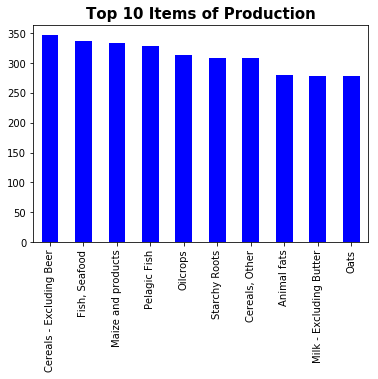 Top 10 Items of Production
350
300
250
200
150
100
50
0
Cereals - Excluding Beer
Fish, Seafood
Maize and products
Pelagic Fish
Oilcrops
Starchy Roots
Cereals, Other
Animal fats
Milk - Excluding Butter
Oats